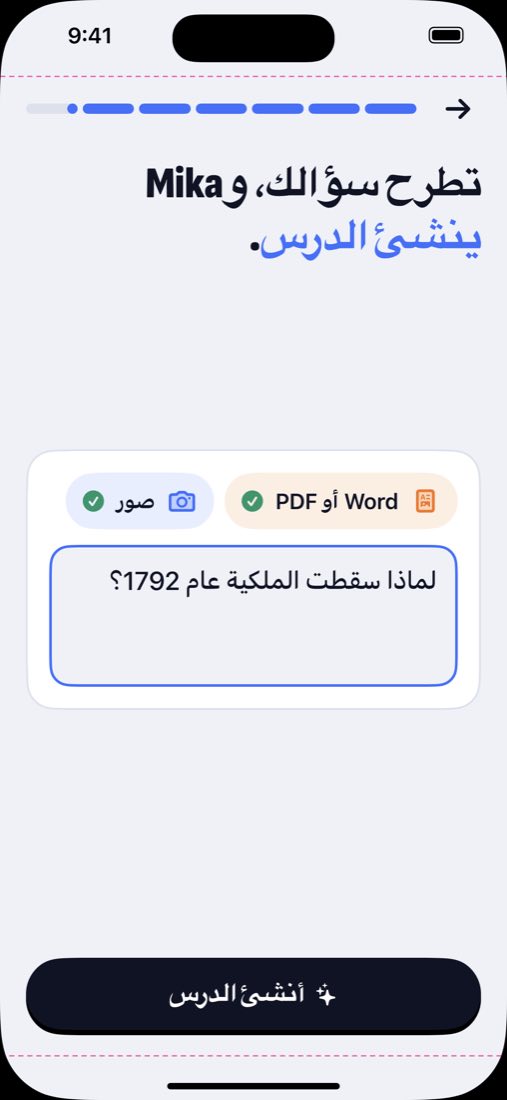 9:41
تطرح سؤالك، وMika
ينشئ الدرس.
Word أو PDF
صور
لماذا سقطت الملكية عام 1792؟
أنشئ الدرس